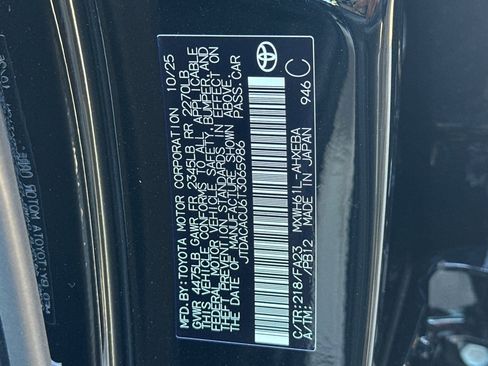 MFD. BY: TOYOTA MOTOR CORPORATION 10/25
GVWR 4475LB GAWR FR 2345LB RR 2270LB
THIS VEHICLE CONFORMS TO ALL APPLICABLE
FEDERAL MOTOR VEHICLE SAFETY, BUMPER, AND
THEFT PREVENTION STANDARDS IN EFFECT ON
THE DATE OF MANUFACTURE SHOWN ABOVE.
JTDACACU6T3065986 PASS.CAR
C/TR: 218/FA23 MXWH61L-AHXEBA
A/TM: /PB12 MADE IN JAPAN 946 C